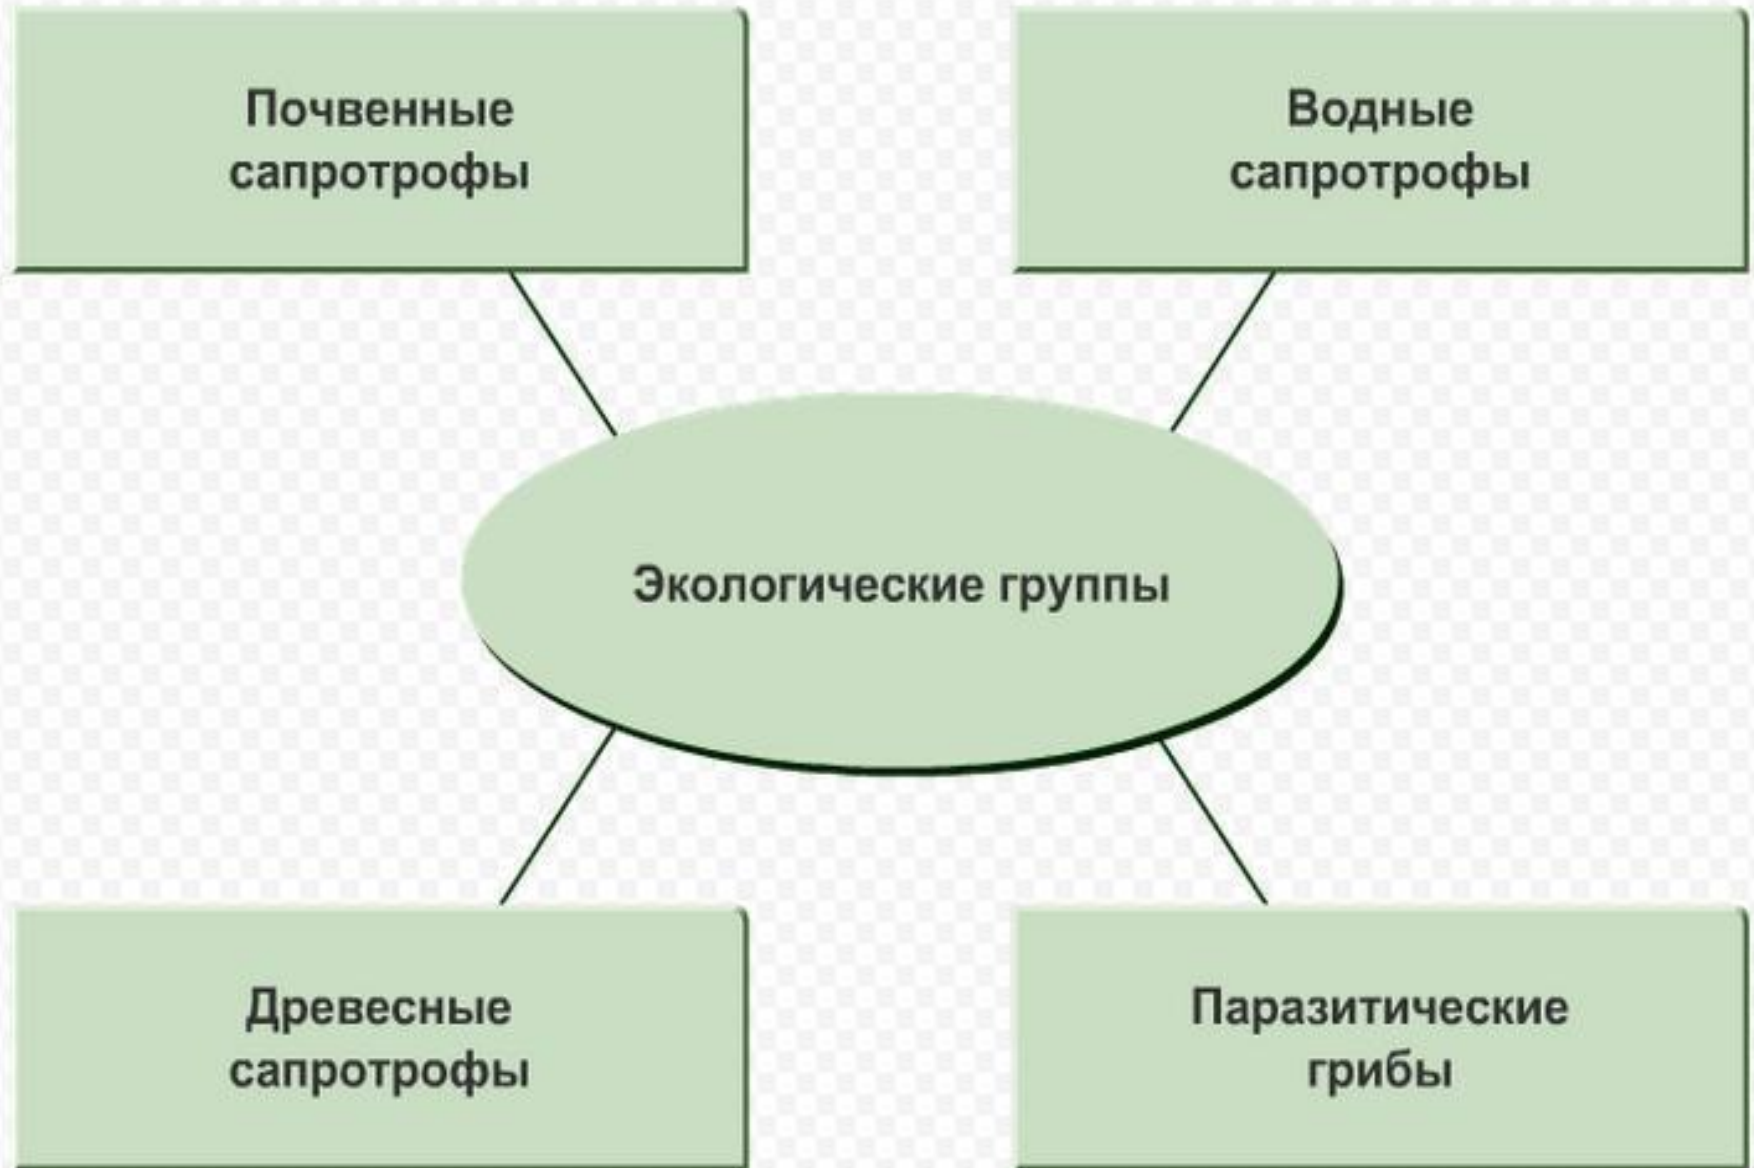 Почвенные
сапротрофы
Водные
сапротрофы
Экологические группы
Древесные
сапротрофы
Паразитические
грибы